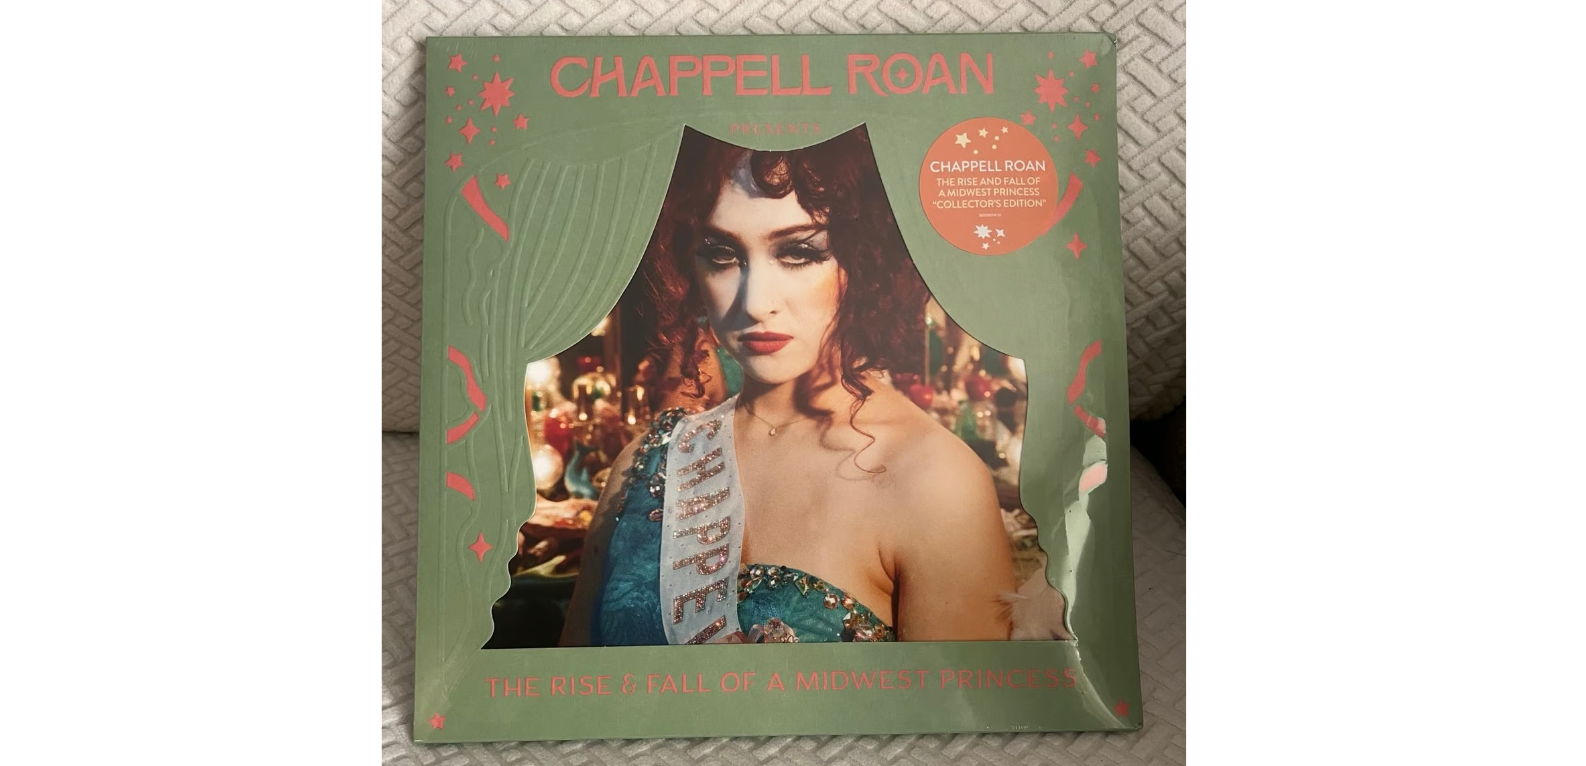 CHAPPELL ROAN
PRESENTS
CHAPPELL ROAN
THE RISE AND FALL OF
A MIDWEST PRINCESS
"COLLECTOR'S EDITION"
CHAPPEL
THE RISE & FALL OF A MIDWEST PRINCESS